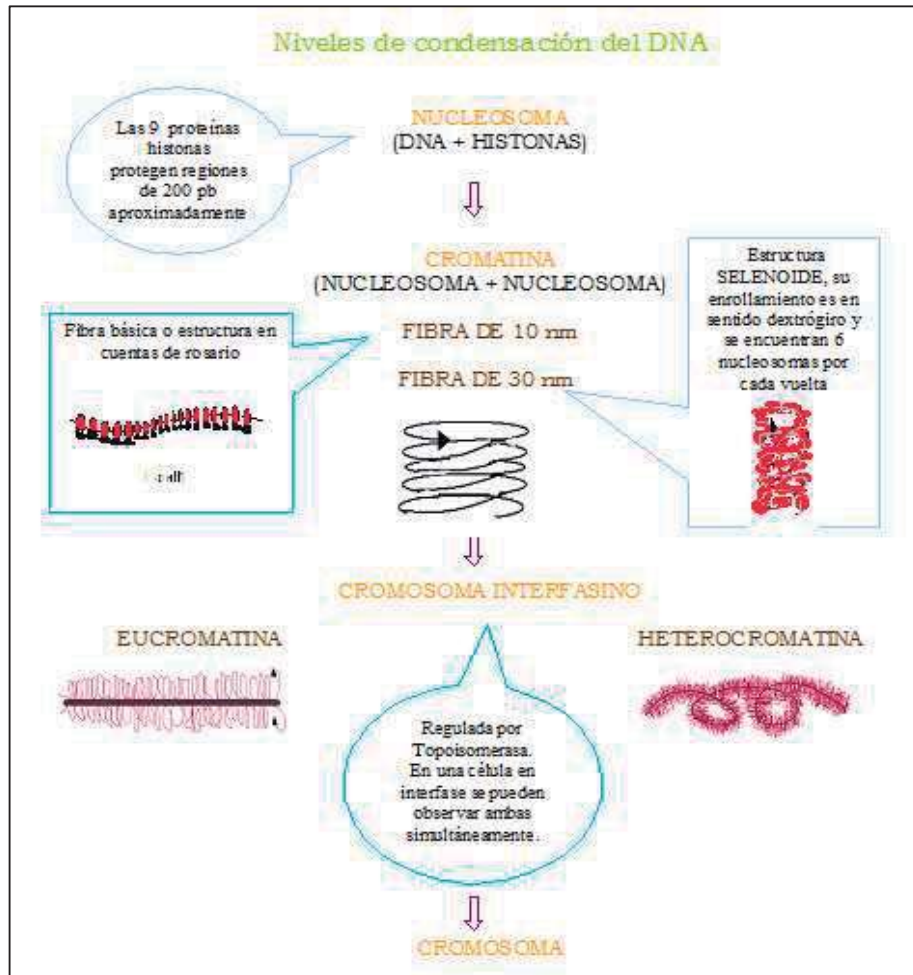 Niveles de condensación del DNA
NUCLEOSOMA
(DNA + HISTONAS)
Las 9 proteínas
histonas
protegen regiones
de 200 pb
aproximadamente
CROMATINA
(NUCLEOSOMA + NUCLEOSOMA)
FIBRA DE 10 nm
FIBRA DE 30 nm
Fibra básica o estructura en
cuentas de rosario
Estructura
SELENOIDE, su
enrollamiento es en
sentido dextrógiro y
se encuentran 6
nucleosomas por
cada vuelta
CROMOSOMA INTERFASINO
EUCROMATINA
HETEROCROMATINA
Regulada por
Topoisomerasa.
En una célula en
interfase se pueden
observar ambas
simultáneamente.
CROMOSOMA